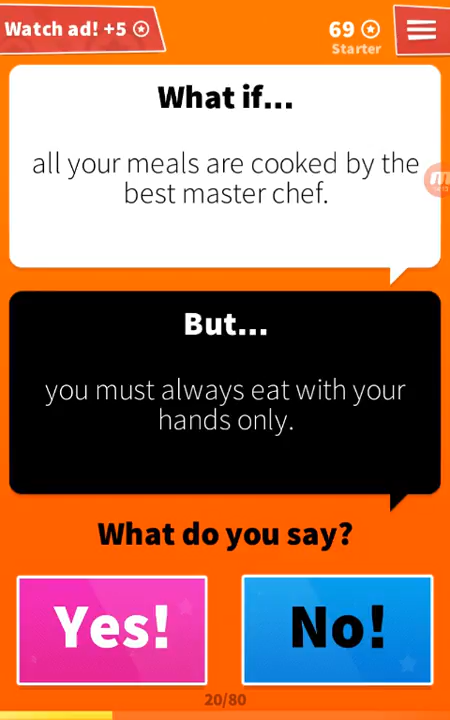 Watch ad! +5
69
Starter
What if...
all your meals are cooked by the
best master chef.
But...
you must always eat with your
hands only.
What do you say?
Yes!
No!
20/80